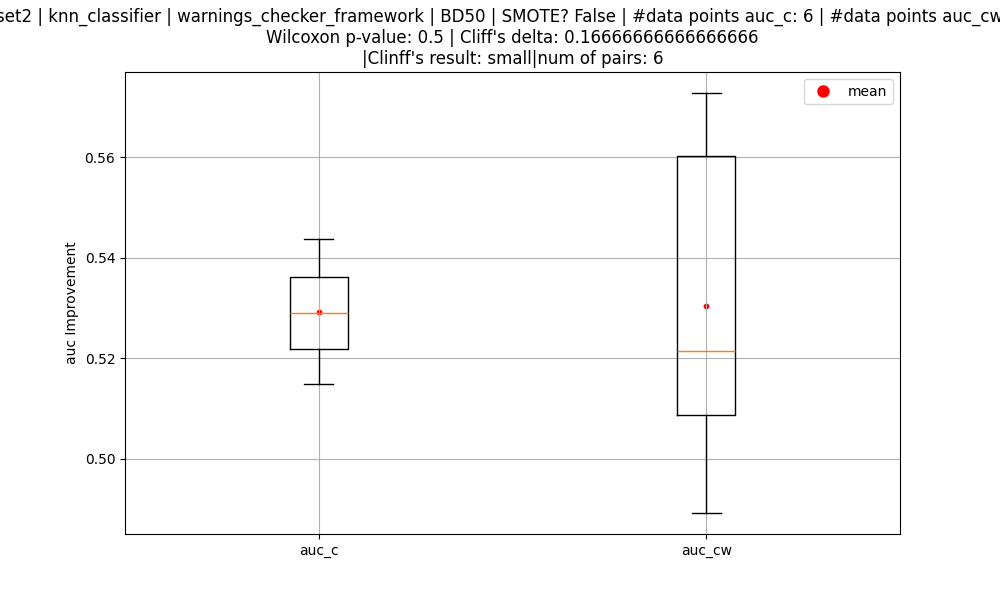 set2 | knn_classifier | warnings_checker_framework | BD50 | SMOTE? False | #data points auc_c: 6 | #data points auc_cw
Wilcoxon p-value: 0.5 | Cliff's delta: 0.16666666666666666
|Clinff's result: small|num of pairs: 6
mean
0.56
0.54
0.52
0.50
auc Improvement
auc_c
auc_cw